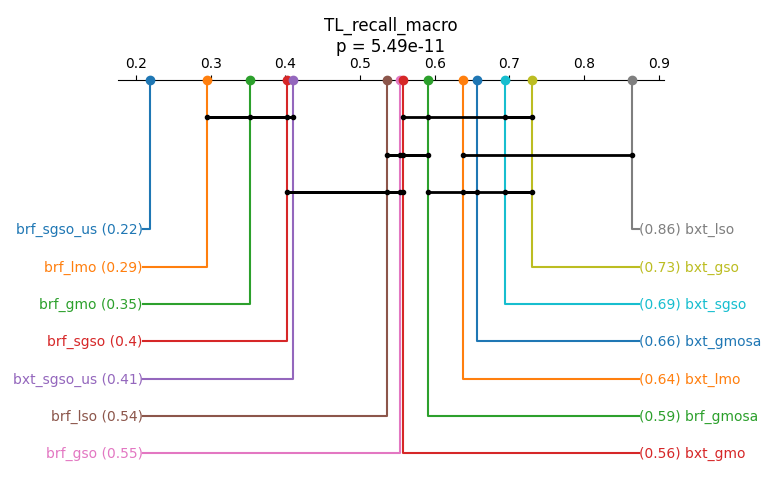 TL_recall_macro
p = 5.49e-11
0.2 0.3 0.4 0.5 0.6 0.7 0.8 0.9
brf_sgso_us (0.22) (0.86) bxt_lso
brf_lmo (0.29) (0.73) bxt_gso
brf_gmo (0.35) (0.69) bxt_sgso
brf_sgso (0.4) (0.66) bxt_gmosa
bxt_sgso_us (0.41) (0.64) bxt_lmo
brf_lso (0.54) (0.59) brf_gmosa
brf_gso (0.55) (0.56) bxt_gmo